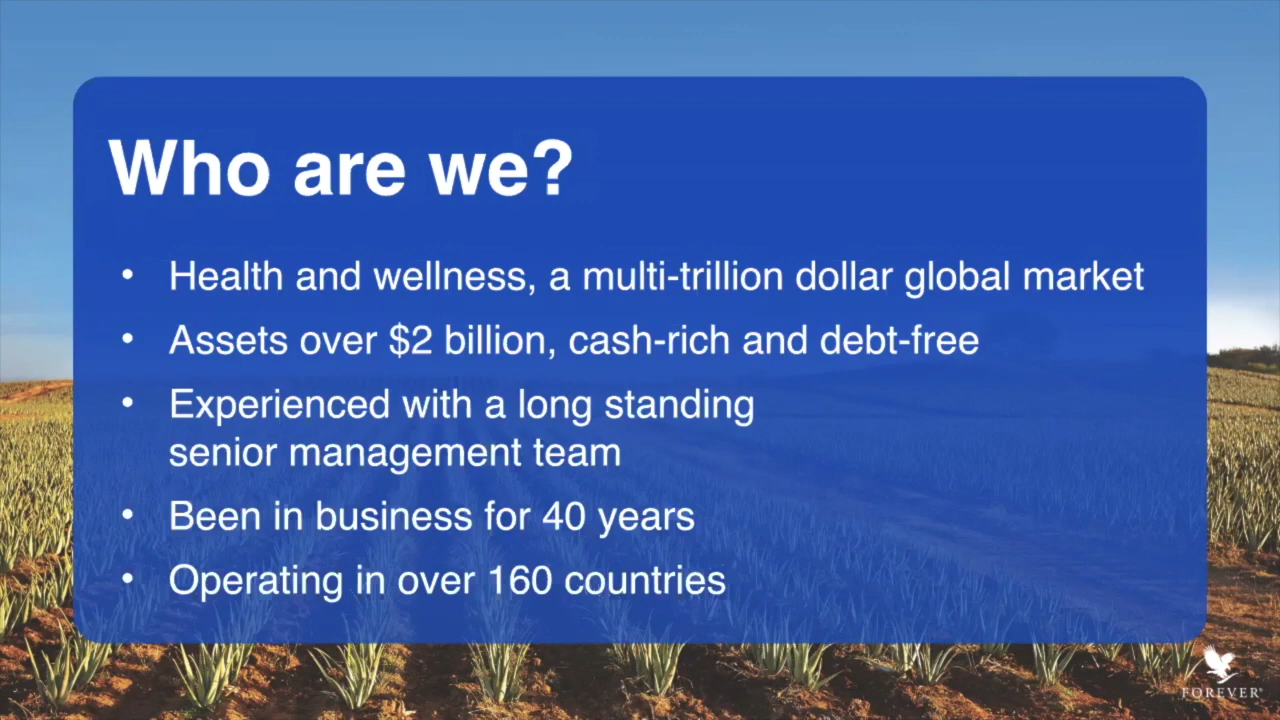 Who are we?
• Health and wellness, a multi-trillion dollar global market
• Assets over $2 billion, cash-rich and debt-free
• Experienced with a long standing
senior management team
• Been in business for 40 years
• Operating in over 160 countries
FOREVER®